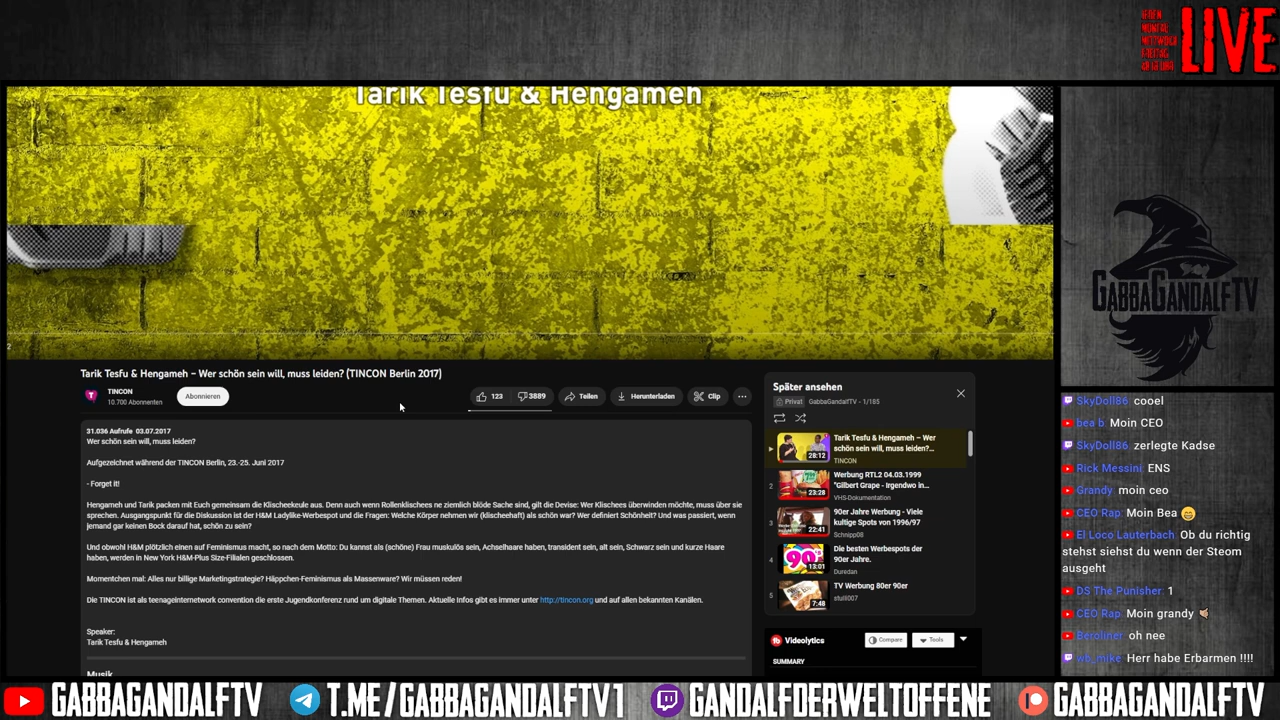 JEDEN
MONTAG
MITTWOCH
FREITAG
LIVE
Tarik Tesfu & Hengameh
2
Tarik Tesfu & Hengameh – Wer schön sein will, muss leiden? (TINCON Berlin 2017)
TINCON
10.700 Abonnenten
Abonnieren
123
3889
Teilen
Herunterladen
Clip
31.036 Aufrufe 03.07.2017
Wer schön sein will, muss leiden?
Aufgezeichnet während der TINCON Berlin, 23.-25. Juni 2017
- Forget it!
Hengameh und Tarik packen mit Euch gemeinsam die Klischeekeule aus. Denn auch wenn Rollenklischees ne ziemlich blöde Sache sind, gilt die Devise: Wer Klischees überwinden möchte, muss über sie
sprechen. Ausgangspunkt für die Diskussion ist der H&M Ladylike-Werbespot und die Fragen: Welche Körper nehmen wir (klischeehaft) als schön war? Wer definiert Schönheit? Und was passiert, wenn
jemand gar keinen Bock darauf hat, schön zu sein?
Und obwohl H&M plötzlich einen auf Feminismus macht, so nach dem Motto: Du kannst als (schöne) Frau muskulös sein, Achselhaare haben, transident sein, alt sein, Schwarz sein und kurze Haare
haben, werden in New York H&M-Plus Size-Filialen geschlossen.
Momentchen mal: Alles nur billige Marketingstrategie? Häppchen-Feminismus als Massenware? Wir müssen reden!
Die TINCON ist als teenageinternetwork convention die erste Jugendkonferenz rund um digitale Themen. Aktuelle Infos gibt es immer unter http://tincon.org und auf allen bekannten Kanälen.
Speaker:
Tarik Tesfu & Hengameh
Musik
Später ansehen
Privat GabbaGandalfTV - 1/185
Tarik Tesfu & Hengameh – Wer
schön sein will, muss leiden?...
TINCON
28:12
2
Werbung RTL2 04.03.1999
"Gilbert Grape - Irgendwo in...
VHS-Dokumentation
23:28
3
90er Jahre Werbung - Viele
kultige Spots von 1996/97
Schnipp08
22:41
4
Die besten Werbespots der
90er Jahre.
Duredan
90
13:01
5
TV Werbung 80er 90er
stulli007
7:48
Videolytics
Compare
Tools
SUMMARY
GABBAGANDALFTV
SkyDoll86: cooel
bea b: Moin CEO
SkyDoll86: zerlegte Kadse
Rick Messini: ENS
Grandy: moin ceo
CEO Rap: Moin Bea 😊
El Loco Lauterbach: Ob du richtig
stehst siehst du wenn der Steom
ausgeht
DS The Punisher: 1
CEO Rap: Moin grandy
Beroliner: oh nee
wb_mike: Herr habe Erbarmen !!!!
GABBAGANDALFTV
T.ME/GABBAGANDALFTV1
GANDALFDERWELTOFFENE
GABBAGANDALFTV